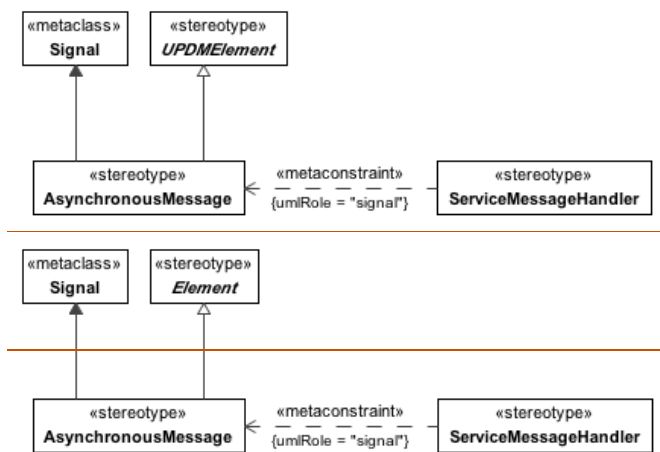 «metaclass» «stereotype»
Signal UPDMElement
«stereotype» «metaconstraint» «stereotype»
AsynchronousMessage {umlRole = "signal"} ServiceMessageHandler
«metaclass» «stereotype»
Signal Element
«stereotype» «metaconstraint» «stereotype»
AsynchronousMessage {umlRole = "signal"} ServiceMessageHandler